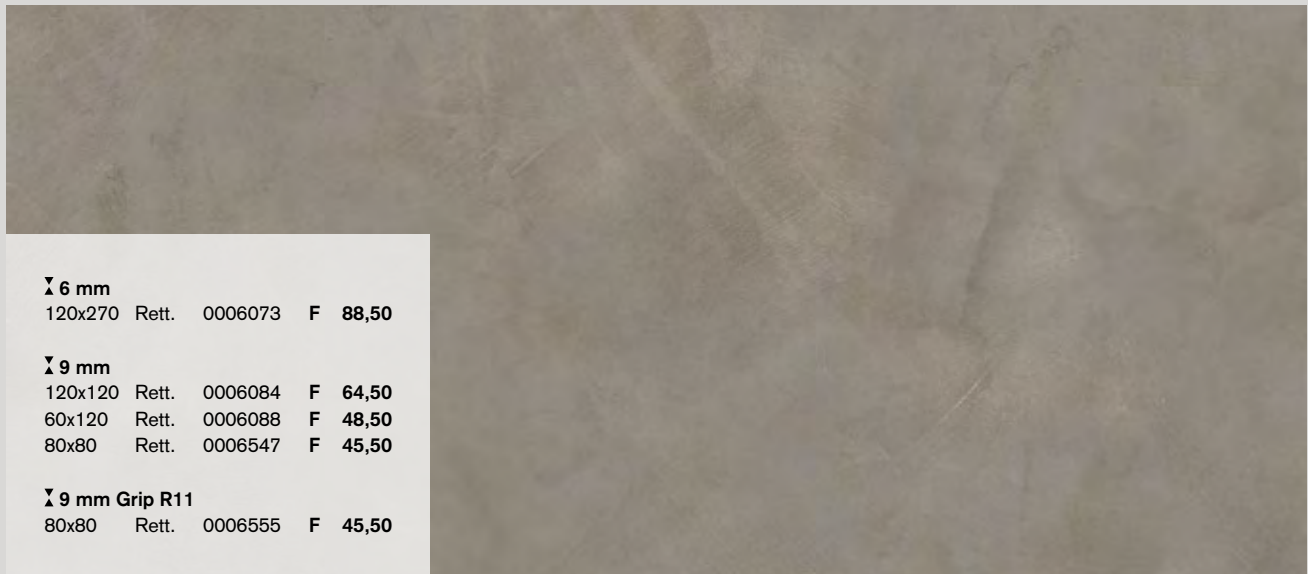 6 mm
120x270 Rett. 0006073 F 88,50
9 mm
120x120 Rett. 0006084 F 64,50
60x120 Rett. 0006088 F 48,50
80x80 Rett. 0006547 F 45,50
9 mm Grip R11
80x80 Rett. 0006555 F 45,50